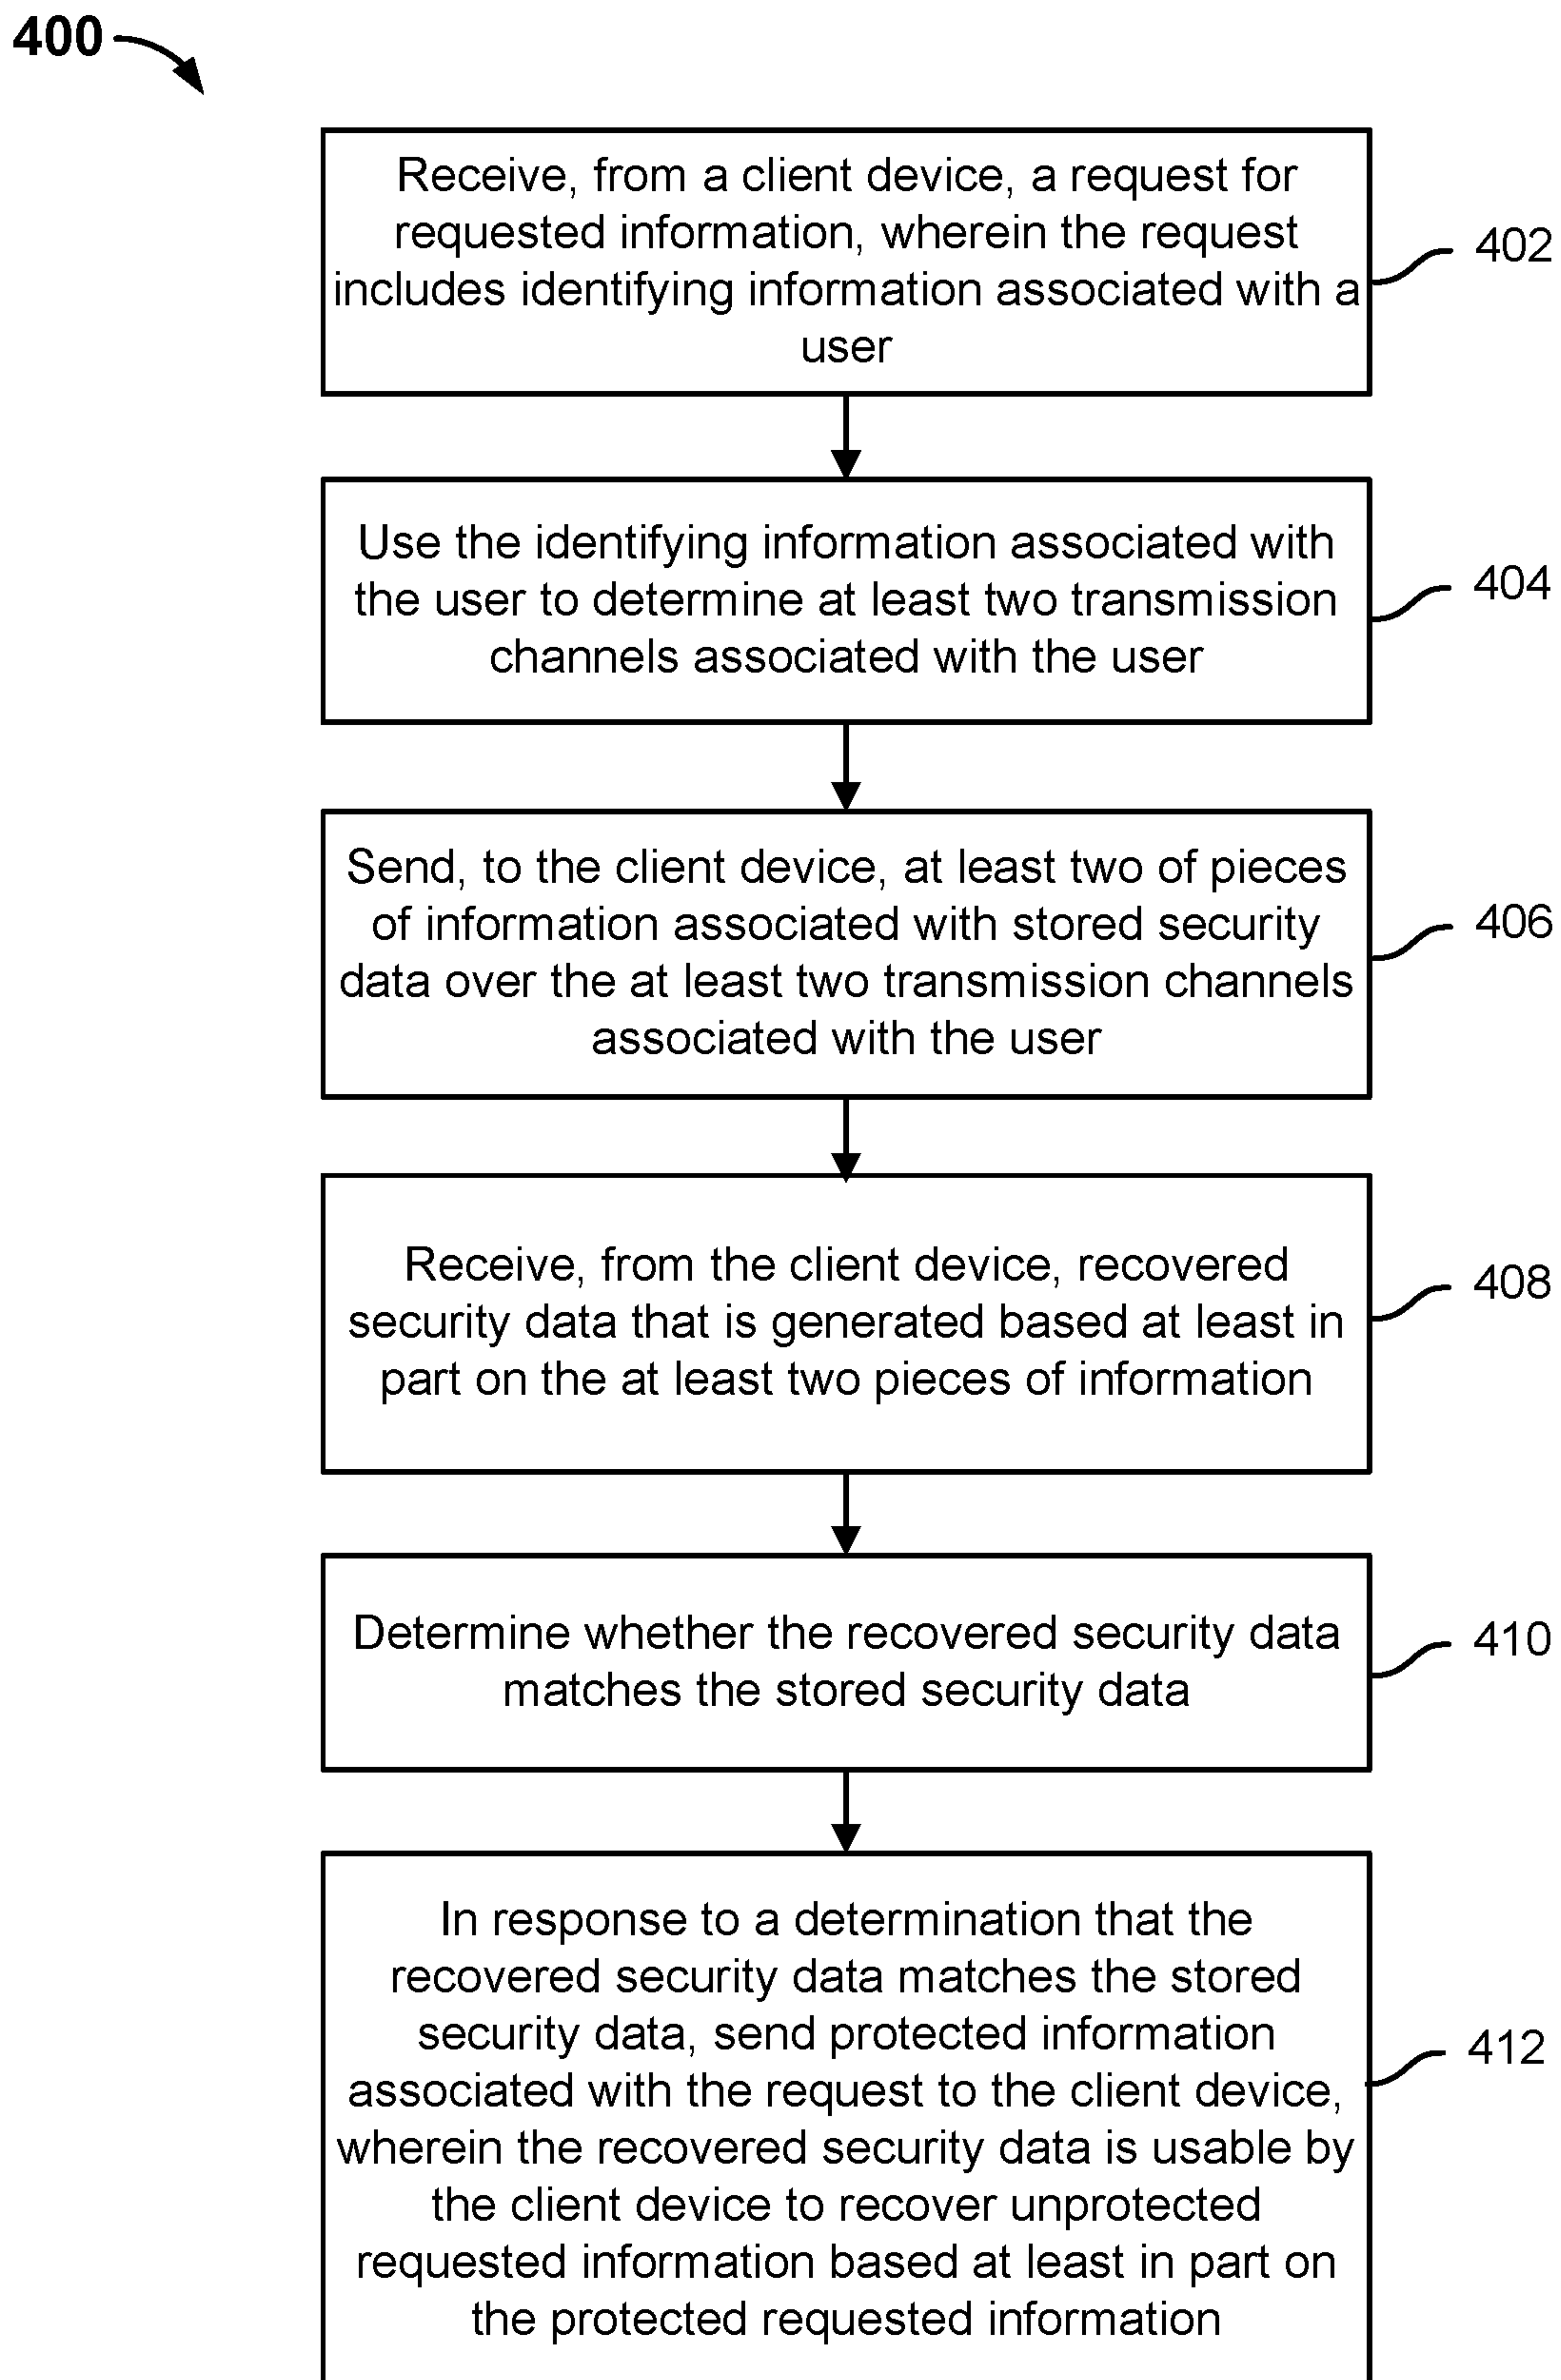 400
Receive, from a client device, a request for
requested information, wherein the request
includes identifying information associated with a
user
402
Use the identifying information associated with
the user to determine at least two transmission
channels associated with the user
404
Send, to the client device, at least two of pieces
of information associated with stored security
data over the at least two transmission channels
associated with the user
406
Receive, from the client device, recovered
security data that is generated based at least in
part on the at least two pieces of information
408
Determine whether the recovered security data
matches the stored security data
410
In response to a determination that the
recovered security data matches the stored
security data, send protected information
associated with the request to the client device,
wherein the recovered security data is usable by
the client device to recover unprotected
requested information based at least in part on
the protected requested information
412